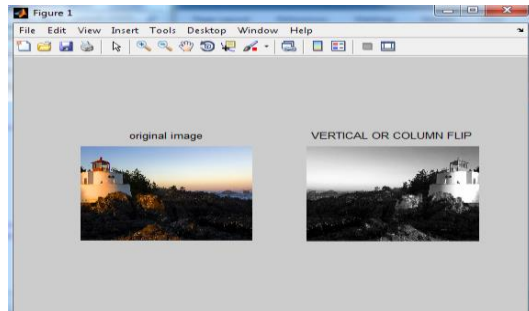 Figure 1
File Edit View Insert Tools Desktop Window Help
original image
VERTICAL OR COLUMN FLIP